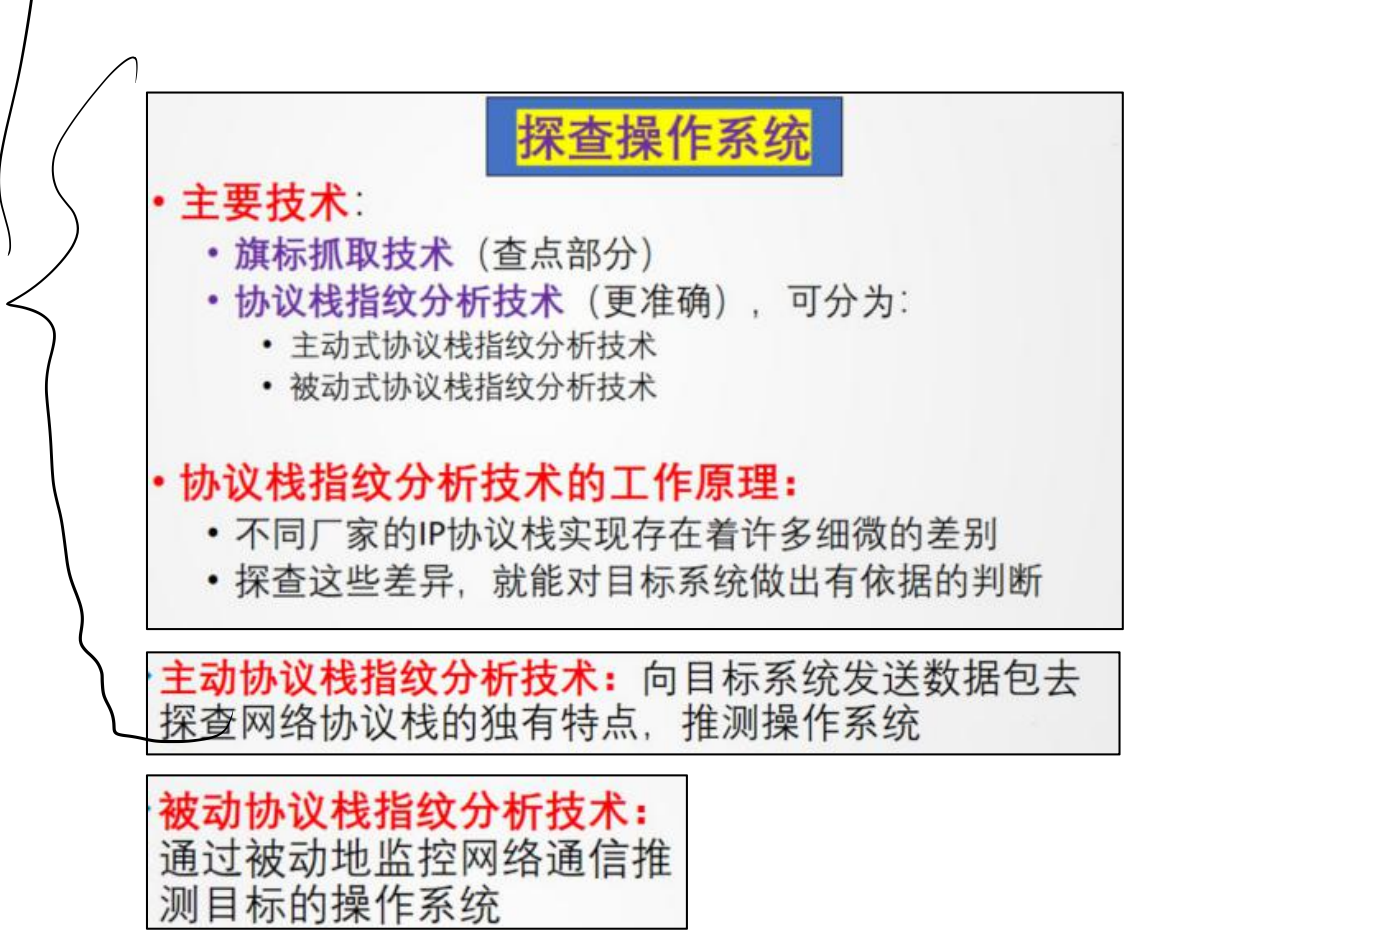 探查操作系统
• 主要技术：
• 旗标抓取技术（查点部分）
• 协议栈指纹分析技术（更准确），可分为：
• 主动式协议栈指纹分析技术
• 被动式协议栈指纹分析技术
• 协议栈指纹分析技术的工作原理：
• 不同厂家的IP协议栈实现存在着许多细微的差别
• 探查这些差异，就能对目标系统做出有依据的判断
主动协议栈指纹分析技术：向目标系统发送数据包去
探查网络协议栈的独有特点，推测操作系统
被动协议栈指纹分析技术：
通过被动地监控网络通信推
测目标的操作系统